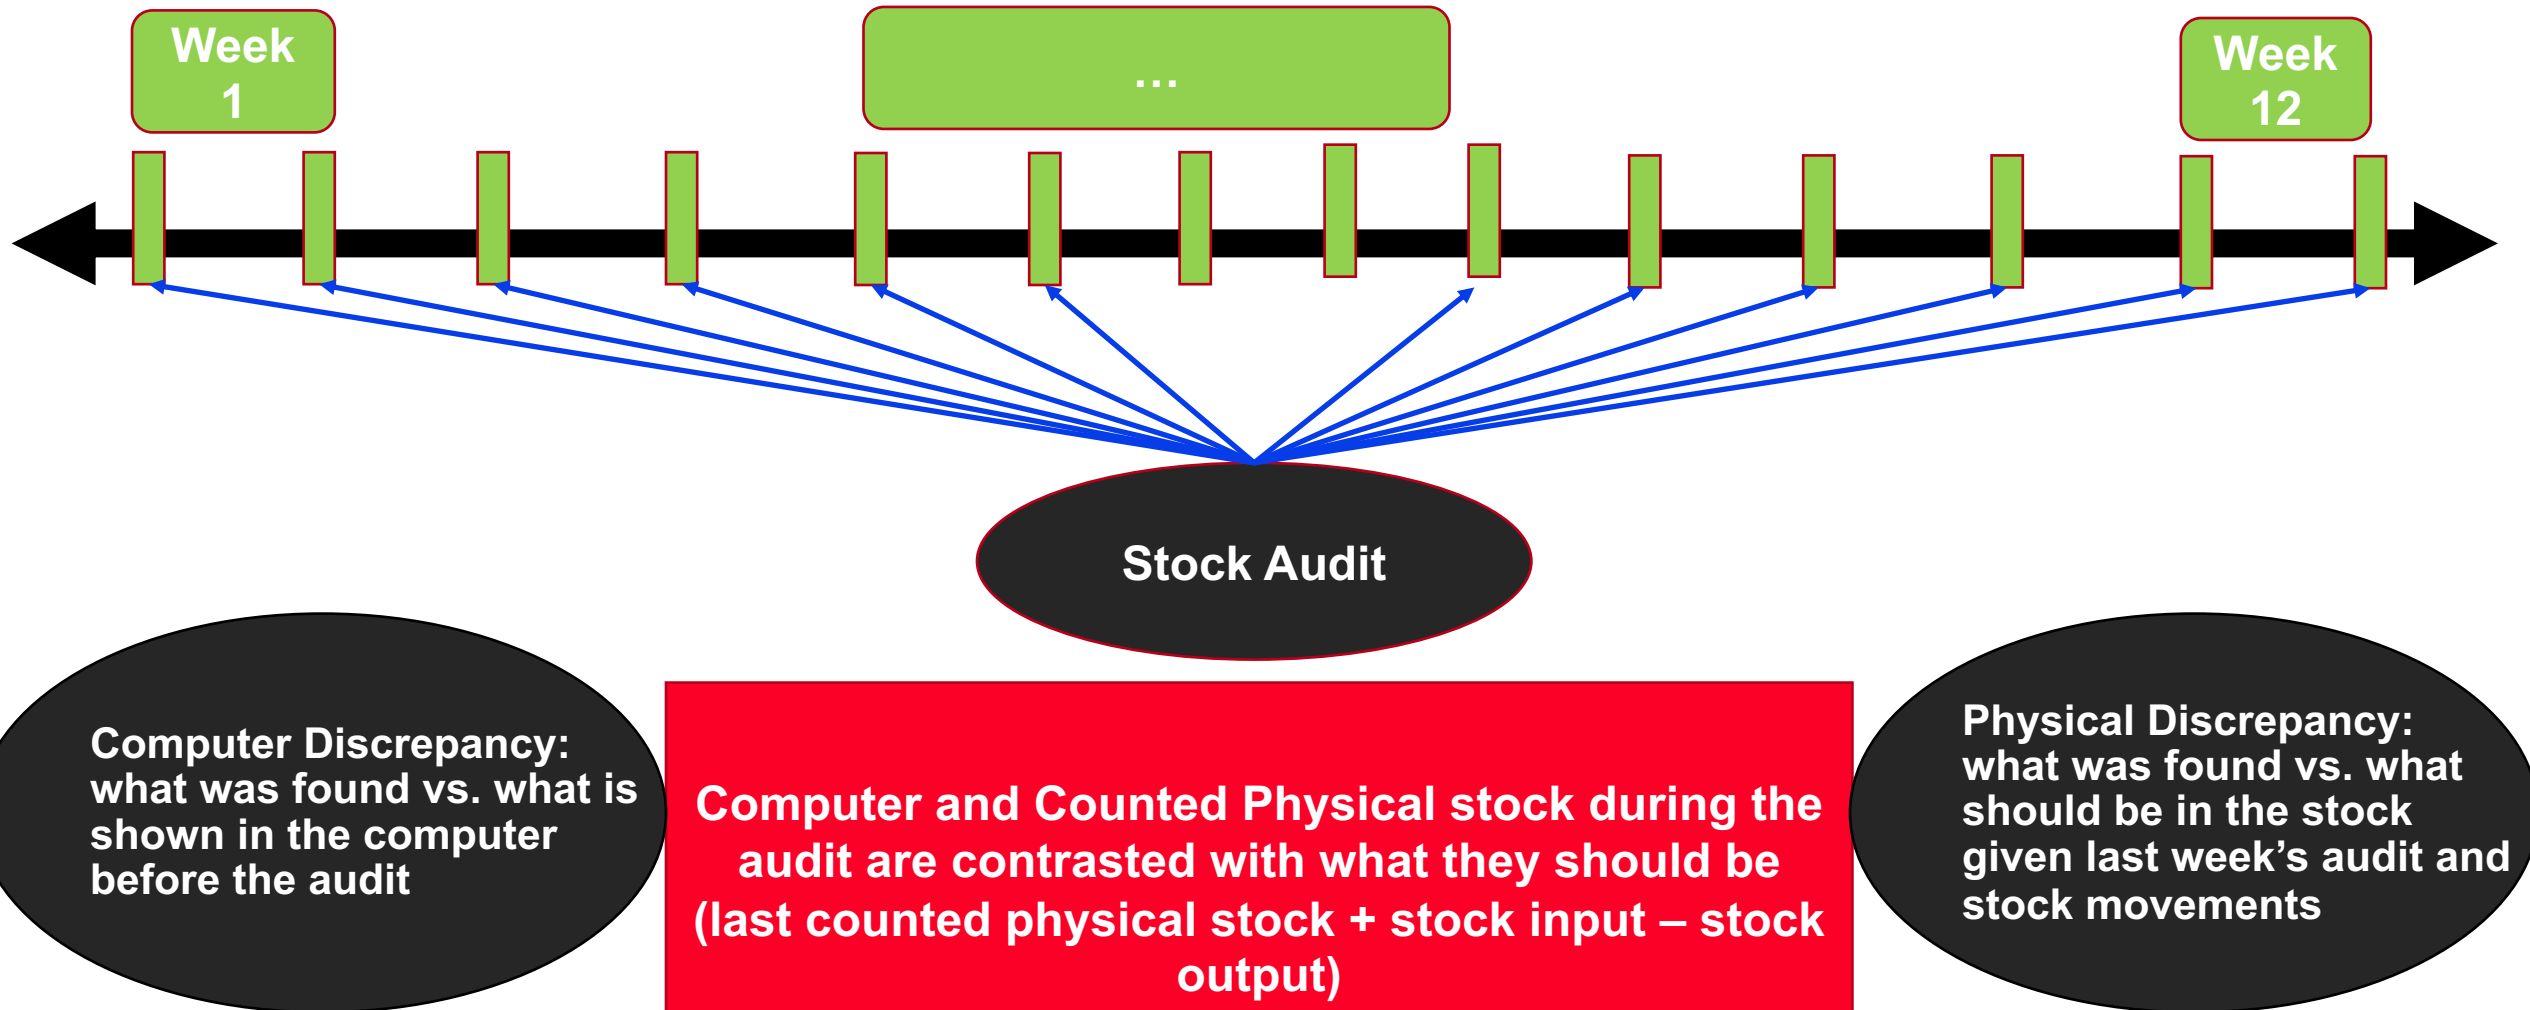 Week
1
...
Week
12
Stock Audit
Computer Discrepancy:
what was found vs. what is
shown in the computer
before the audit
Computer and Counted Physical stock during the
audit are contrasted with what they should be
(last counted physical stock + stock input – stock
output)
Physical Discrepancy:
what was found vs. what
should be in the stock
given last week’s audit and
stock movements